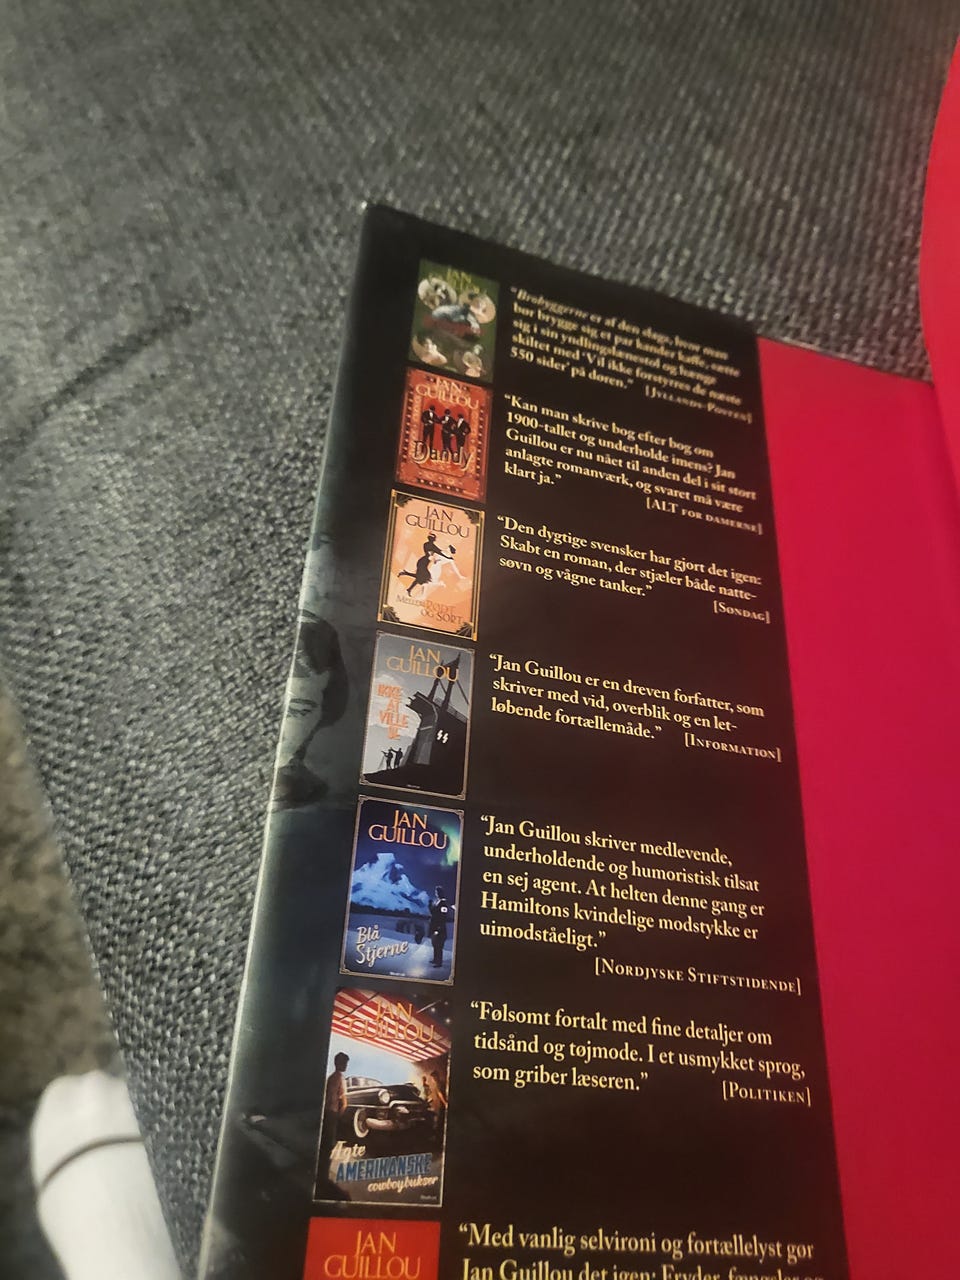 JAN
"Brobyggerne er af den slags, hvor man
bør brygge sig et par kander kaffe, sætte
sig i sin yndlingslænestol og hænge
skiltet med 'Vil ikke forstyrres de næste
550 sider' på døren."
[Jyllands-Posten]
JAN
GUILLOU
Dandy
"Kan man skrive bog efter bog om
1900-tallet og underholde imens? Jan
Guillou er nu nået til anden del i sit stort
anlagte romanværk, og svaret må være
klart ja."
[ALT for damerne]
JAN
GUILLOU
Mellem RØDT
OG SORT
"Den dygtige svensker har gjort det igen:
Skabt en roman, der stjæler både natte-
søvn og vågne tanker."
[Søndag]
JAN
GUILLOU
IKKE
AT
VILLE
SE
"Jan Guillou er en dreven forfatter, som
skriver med vid, overblik og en let-
løbende fortællemåde."
[Information]
JAN
GUILLOU
Blå
Stjerne
"Jan Guillou skriver medlevende,
underholdende og humoristisk tilsat
en sej agent. At helten denne gang er
Hamiltons kvindelige modstykke er
uimodståeligt."
[Nordjyske Stiftstidende]
JAN
GUILLOU
Ægte
AMERIKANSKE
cowboybukser
"Følsomt fortalt med fine detaljer om
tidsånd og tøjmode. I et usmykket sprog,
som griber læseren."
[Politiken]
JAN
GUILLOU
"Med vanlig selvironi og fortællelyst gør
Jan Guillou det igen: Fryder, fængsler og